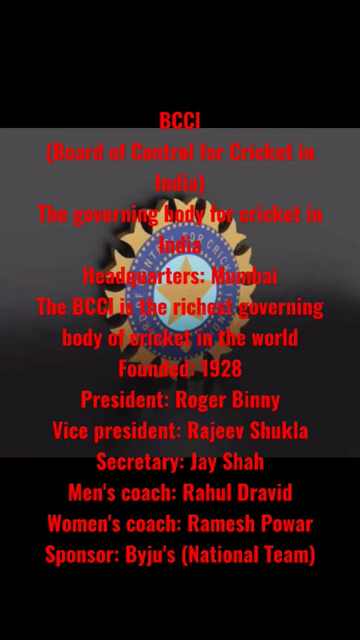 BCCI
(Board of Control for Cricket in
India)
The governing body for cricket in
India
Headquarters: Mumbai
The BCCI is the richest governing
body of cricket in the world
Founded: 1928
President: Roger Binny
Vice president: Rajeev Shukla
Secretary: Jay Shah
Men's coach: Rahul Dravid
Women's coach: Ramesh Powar
Sponsor: Byju's (National Team)